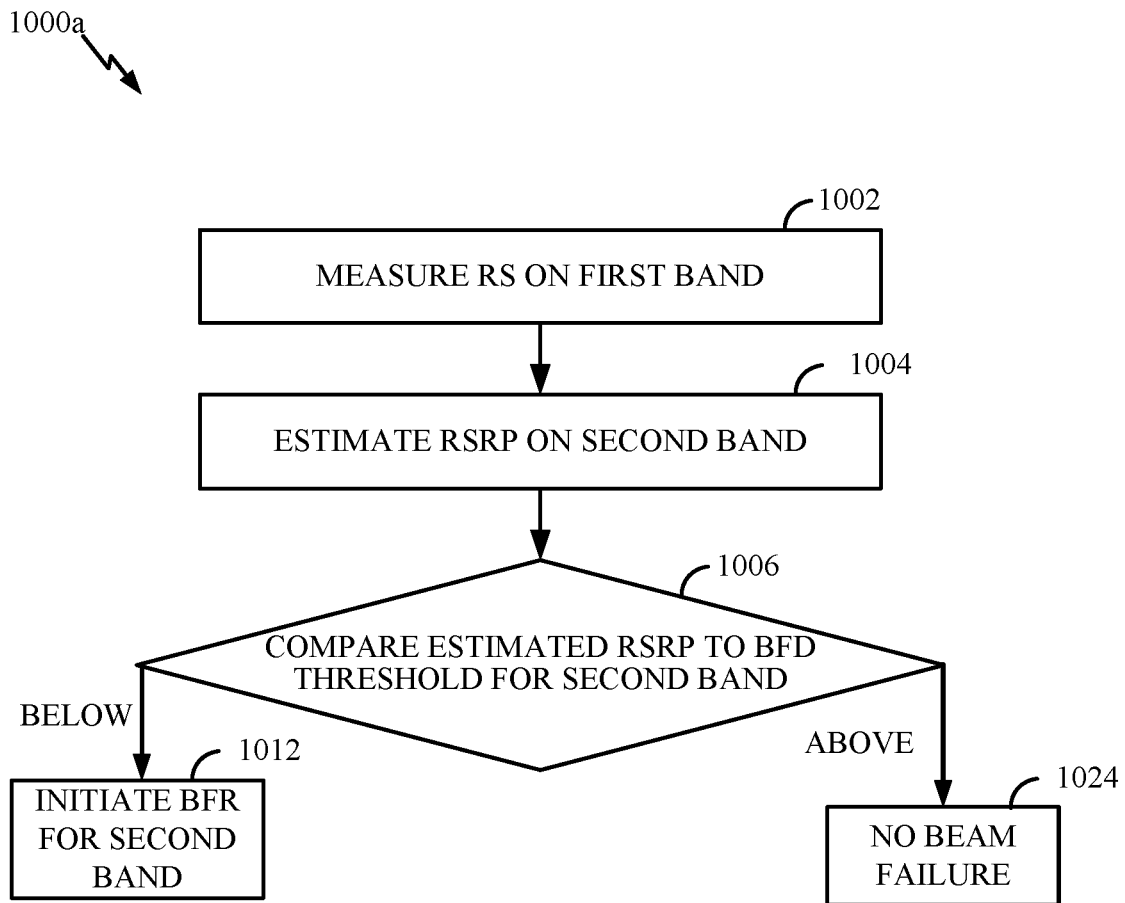 1000a
1002
MEASURE RS ON FIRST BAND
1004
ESTIMATE RSRP ON SECOND BAND
1006
COMPARE ESTIMATED RSRP TO BFD
THRESHOLD FOR SECOND BAND
BELOW
ABOVE
1012
INITIATE BFR
FOR SECOND
BAND
1024
NO BEAM
FAILURE